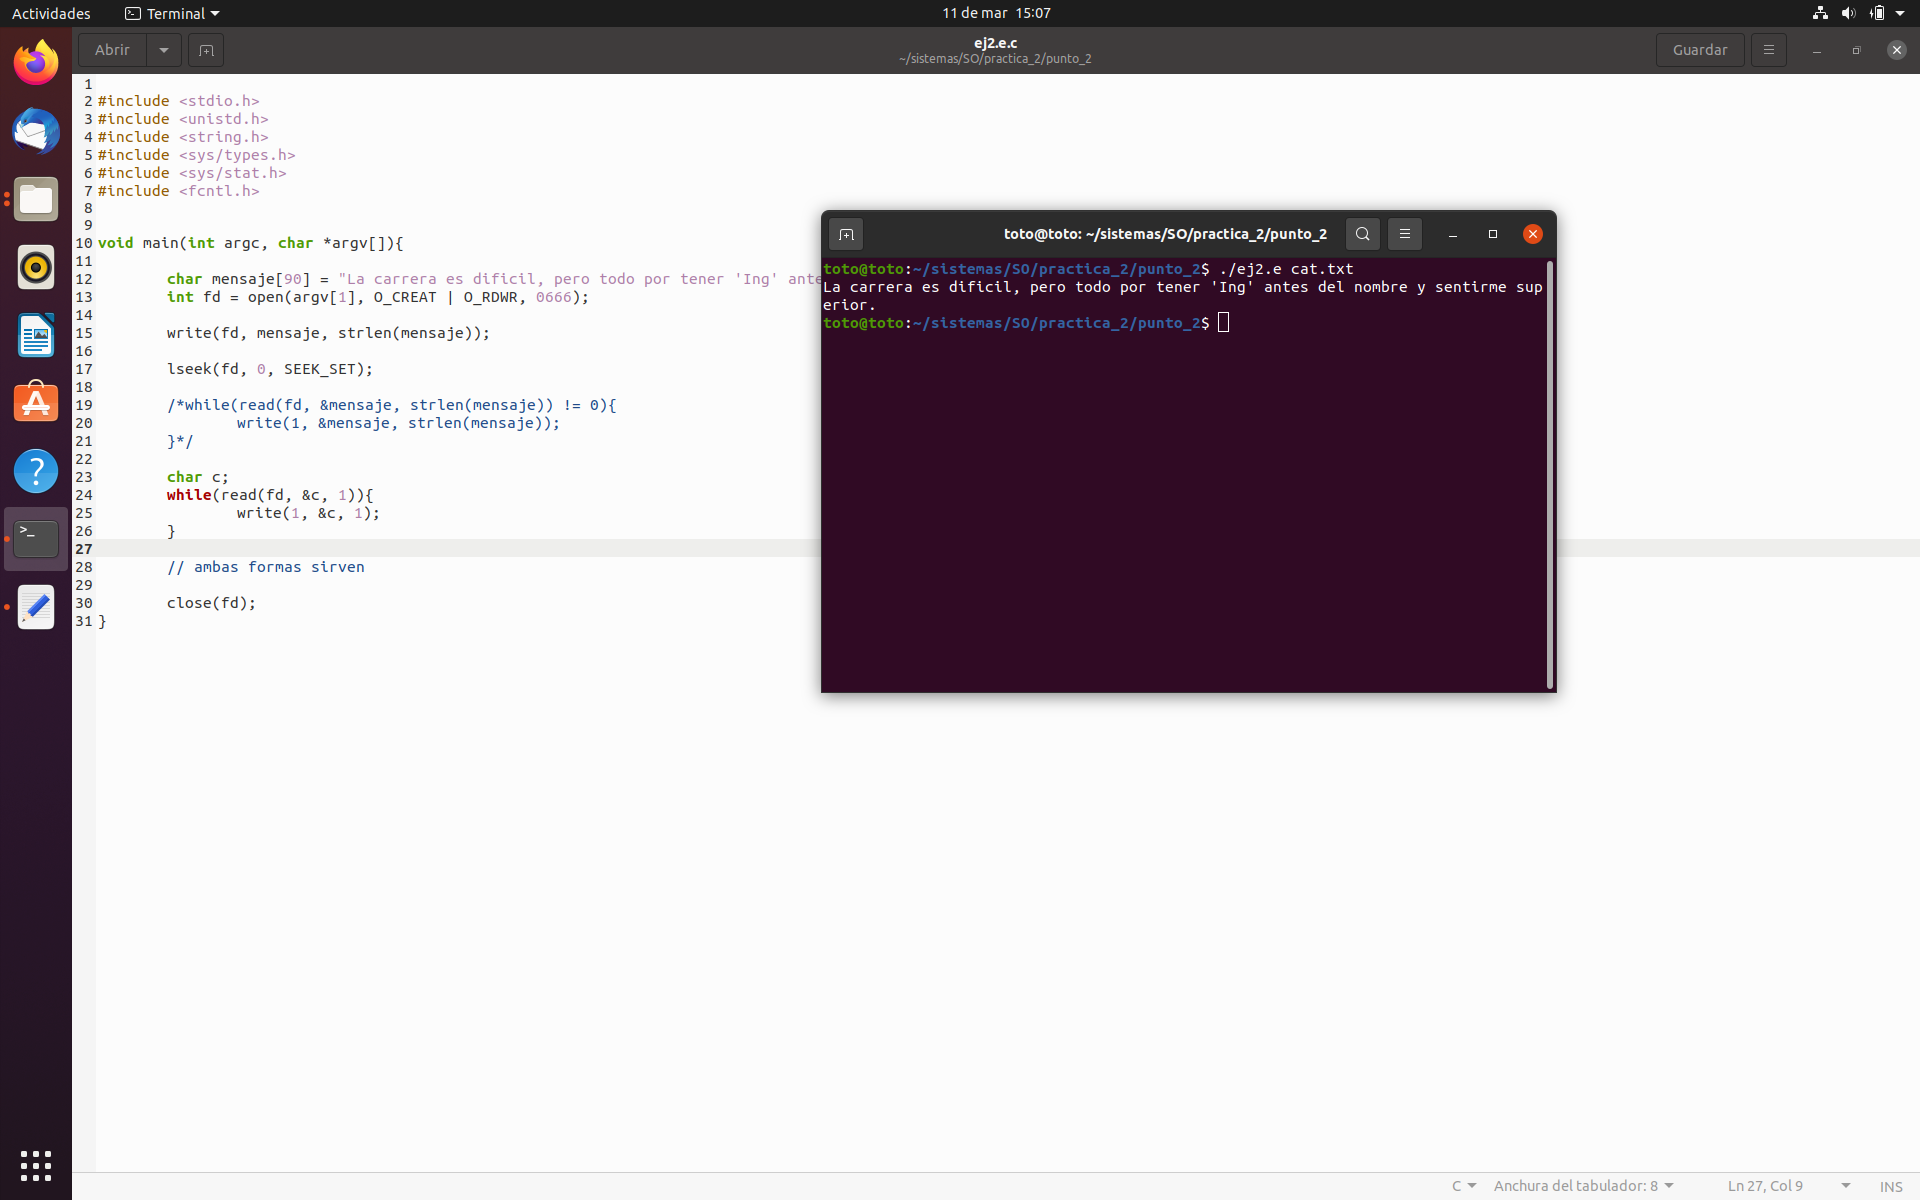 Actividades
Terminal
11 de mar 15:07
Abrir
ej2.e.c
~/sistemas/SO/practica_2/punto_2
Guardar
1
2 #include <stdio.h>
3 #include <unistd.h>
4 #include <string.h>
5 #include <sys/types.h>
6 #include <sys/stat.h>
7 #include <fcntl.h>
8
9
10 void main(int argc, char *argv[]){
11
12 char mensaje[90] = "La carrera es dificil, pero todo por tener 'Ing' ante
13 int fd = open(argv[1], O_CREAT | O_RDWR, 0666);
14
15 write(fd, mensaje, strlen(mensaje));
16
17 lseek(fd, 0, SEEK_SET);
18
19 /*while(read(fd, &mensaje, strlen(mensaje)) != 0){
20 write(1, &mensaje, strlen(mensaje));
21 }*/
22
23 char c;
24 while(read(fd, &c, 1)){
25 write(1, &c, 1);
26 }
27
28 // ambas formas sirven
29
30 close(fd);
31 }
toto@toto: ~/sistemas/SO/practica_2/punto_2
toto@toto:~/sistemas/SO/practica_2/punto_2$ ./ej2.e cat.txt
La carrera es dificil, pero todo por tener 'Ing' antes del nombre y sentirme sup
erior.
toto@toto:~/sistemas/SO/practica_2/punto_2$
C
Anchura del tabulador: 8
Ln 27, Col 9
INS